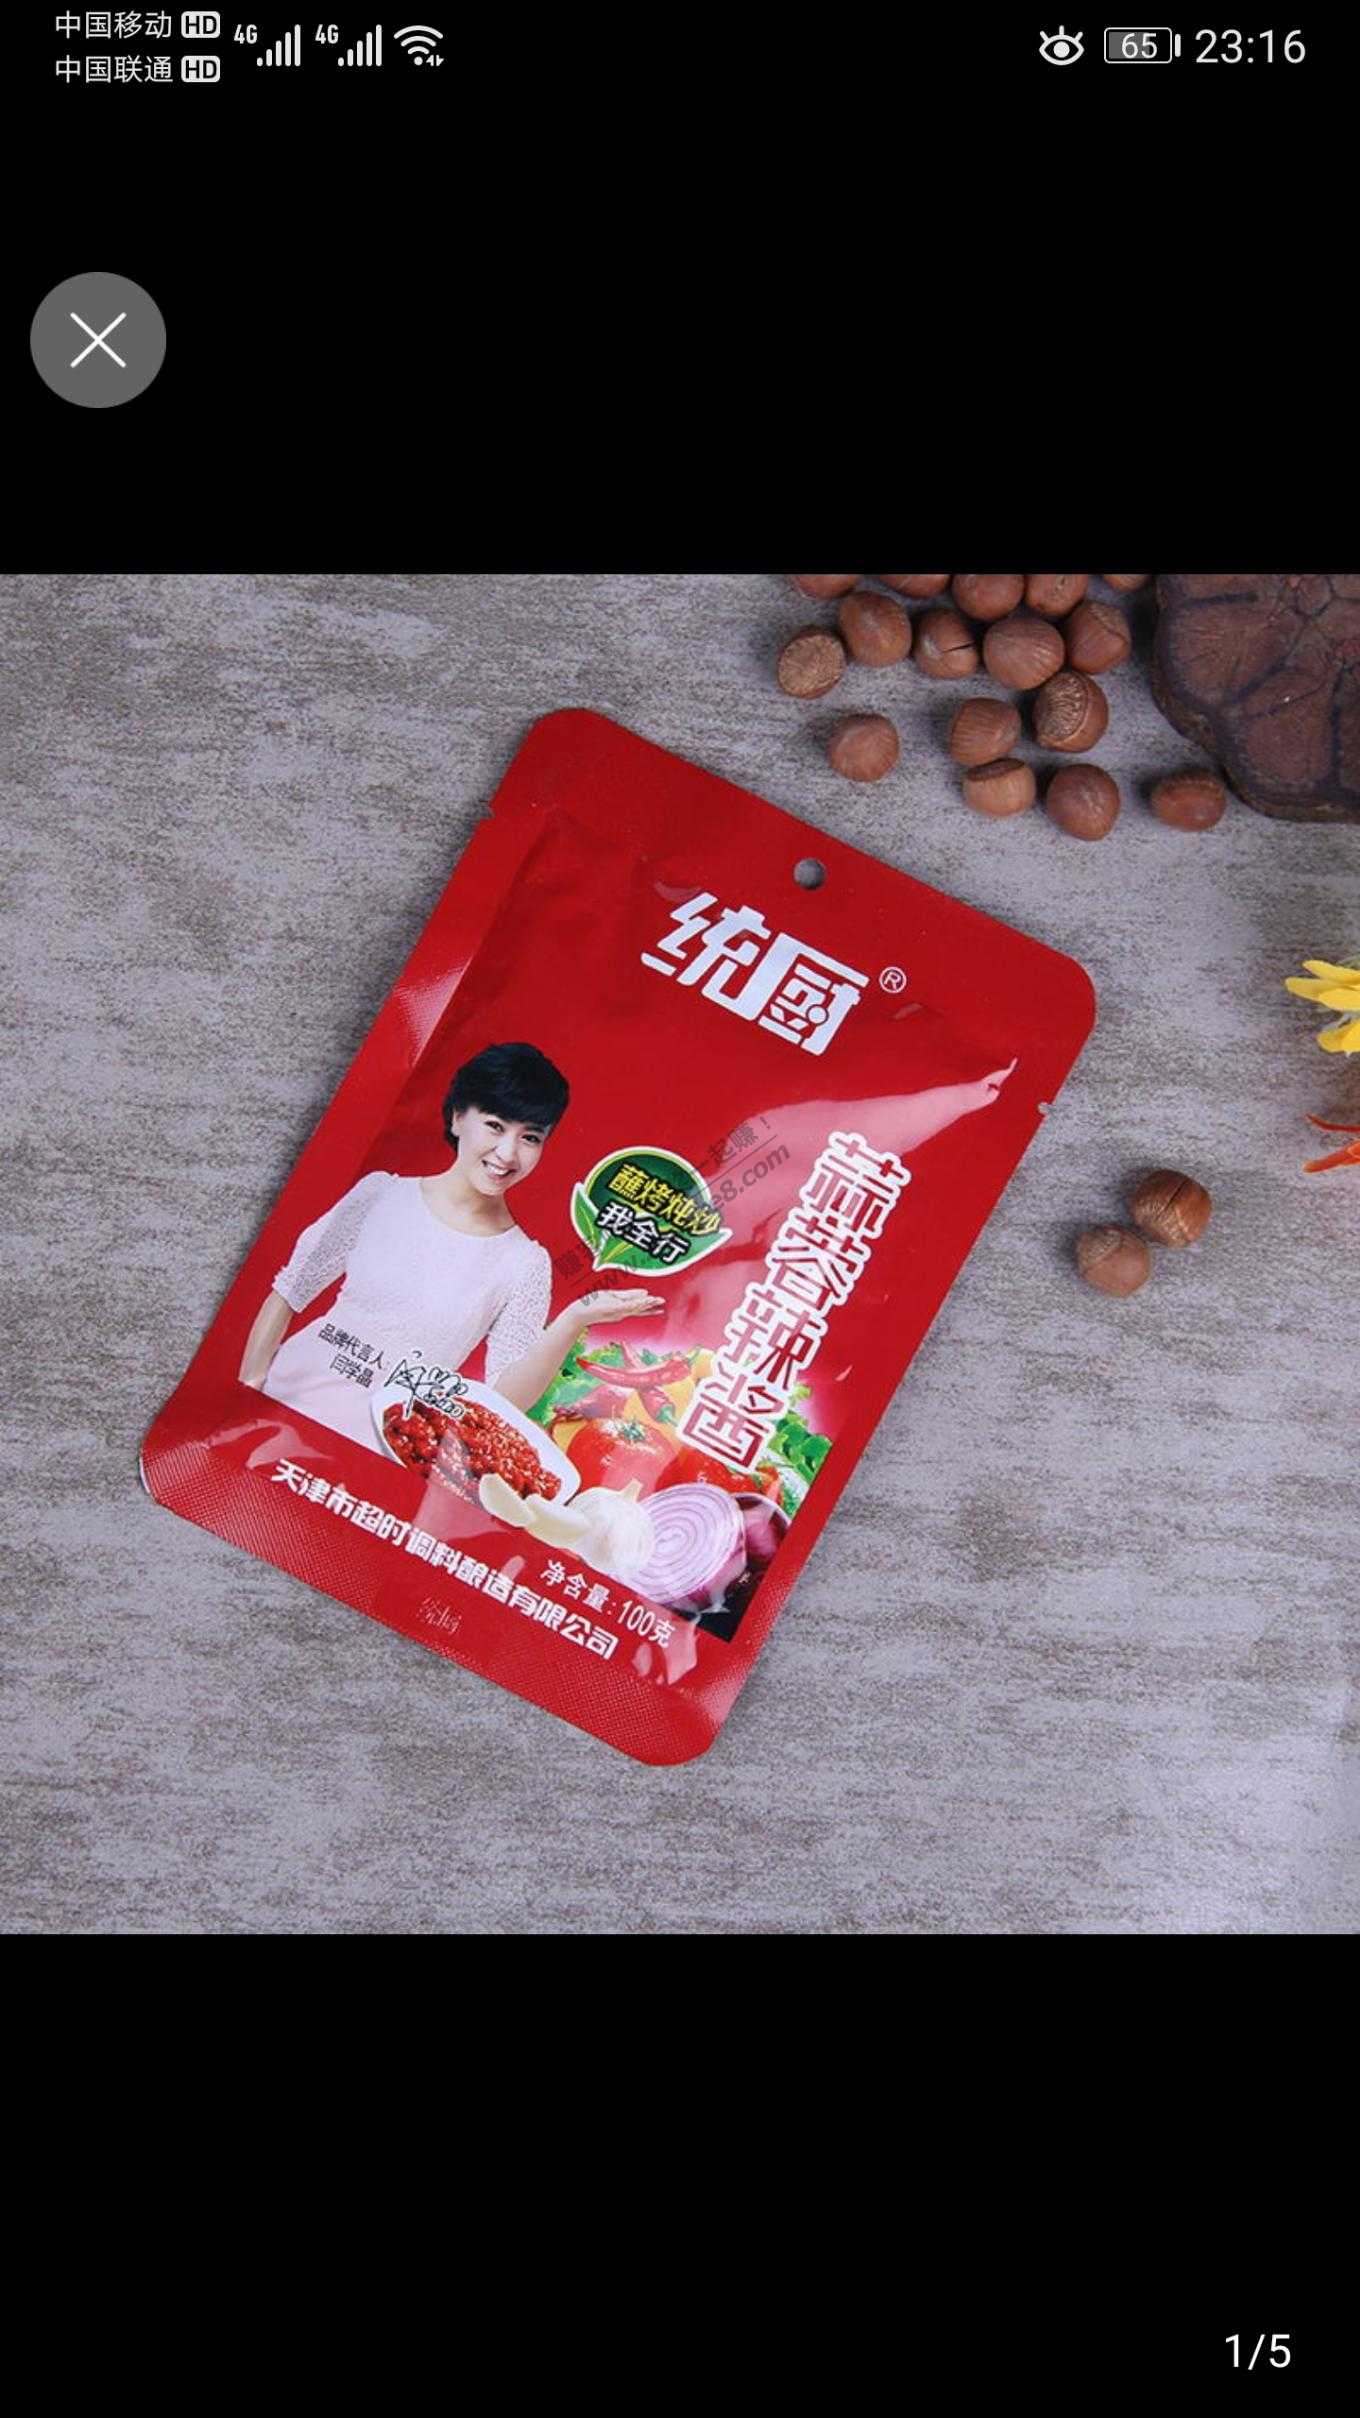 中国移动 HD 4G 4G
中国联通 HD
65 23:16
统厨®
蒜蓉辣酱
蘸烤炖炒
我全行
品牌代言人
闫学晶
净含量:100克
天津市超时调料酿造有限公司
统厨
1/5